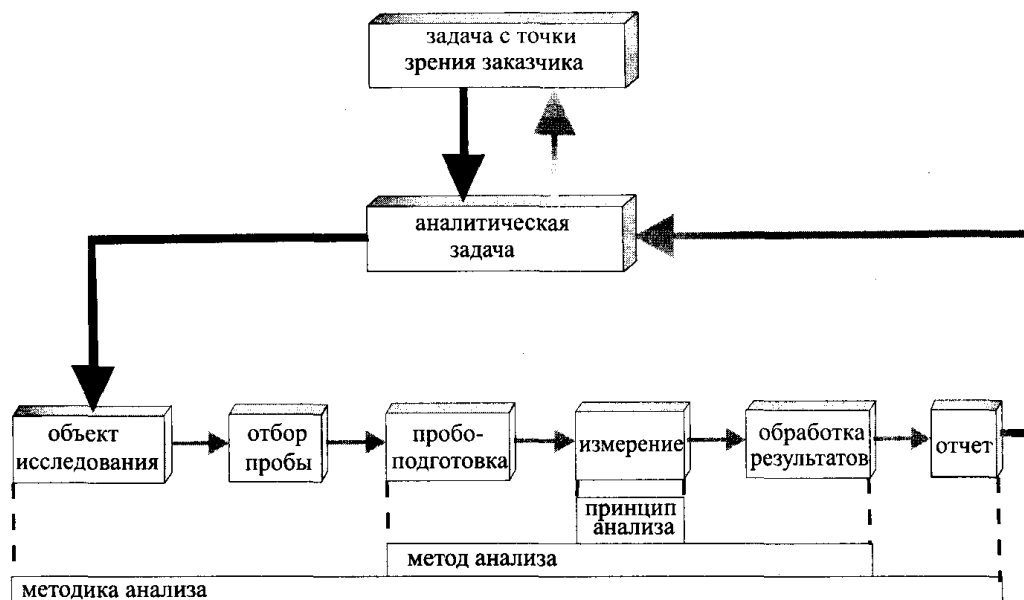 задача с точки
зрения заказчика
аналитическая
задача
объект
исследования
отбор
пробы
пробо-
подготовка
измерение
обработка
результатов
отчет
принцип
анализа
метод анализа
методика анализа